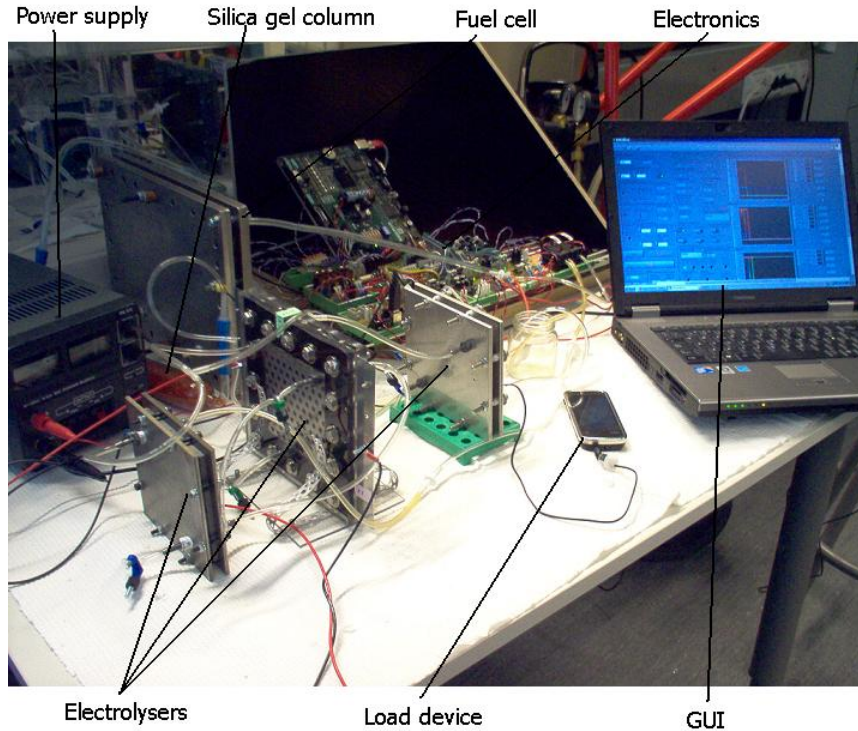 Power supply
Silica gel column
Fuel cell
Electronics
Electrolysers
Load device
GUI